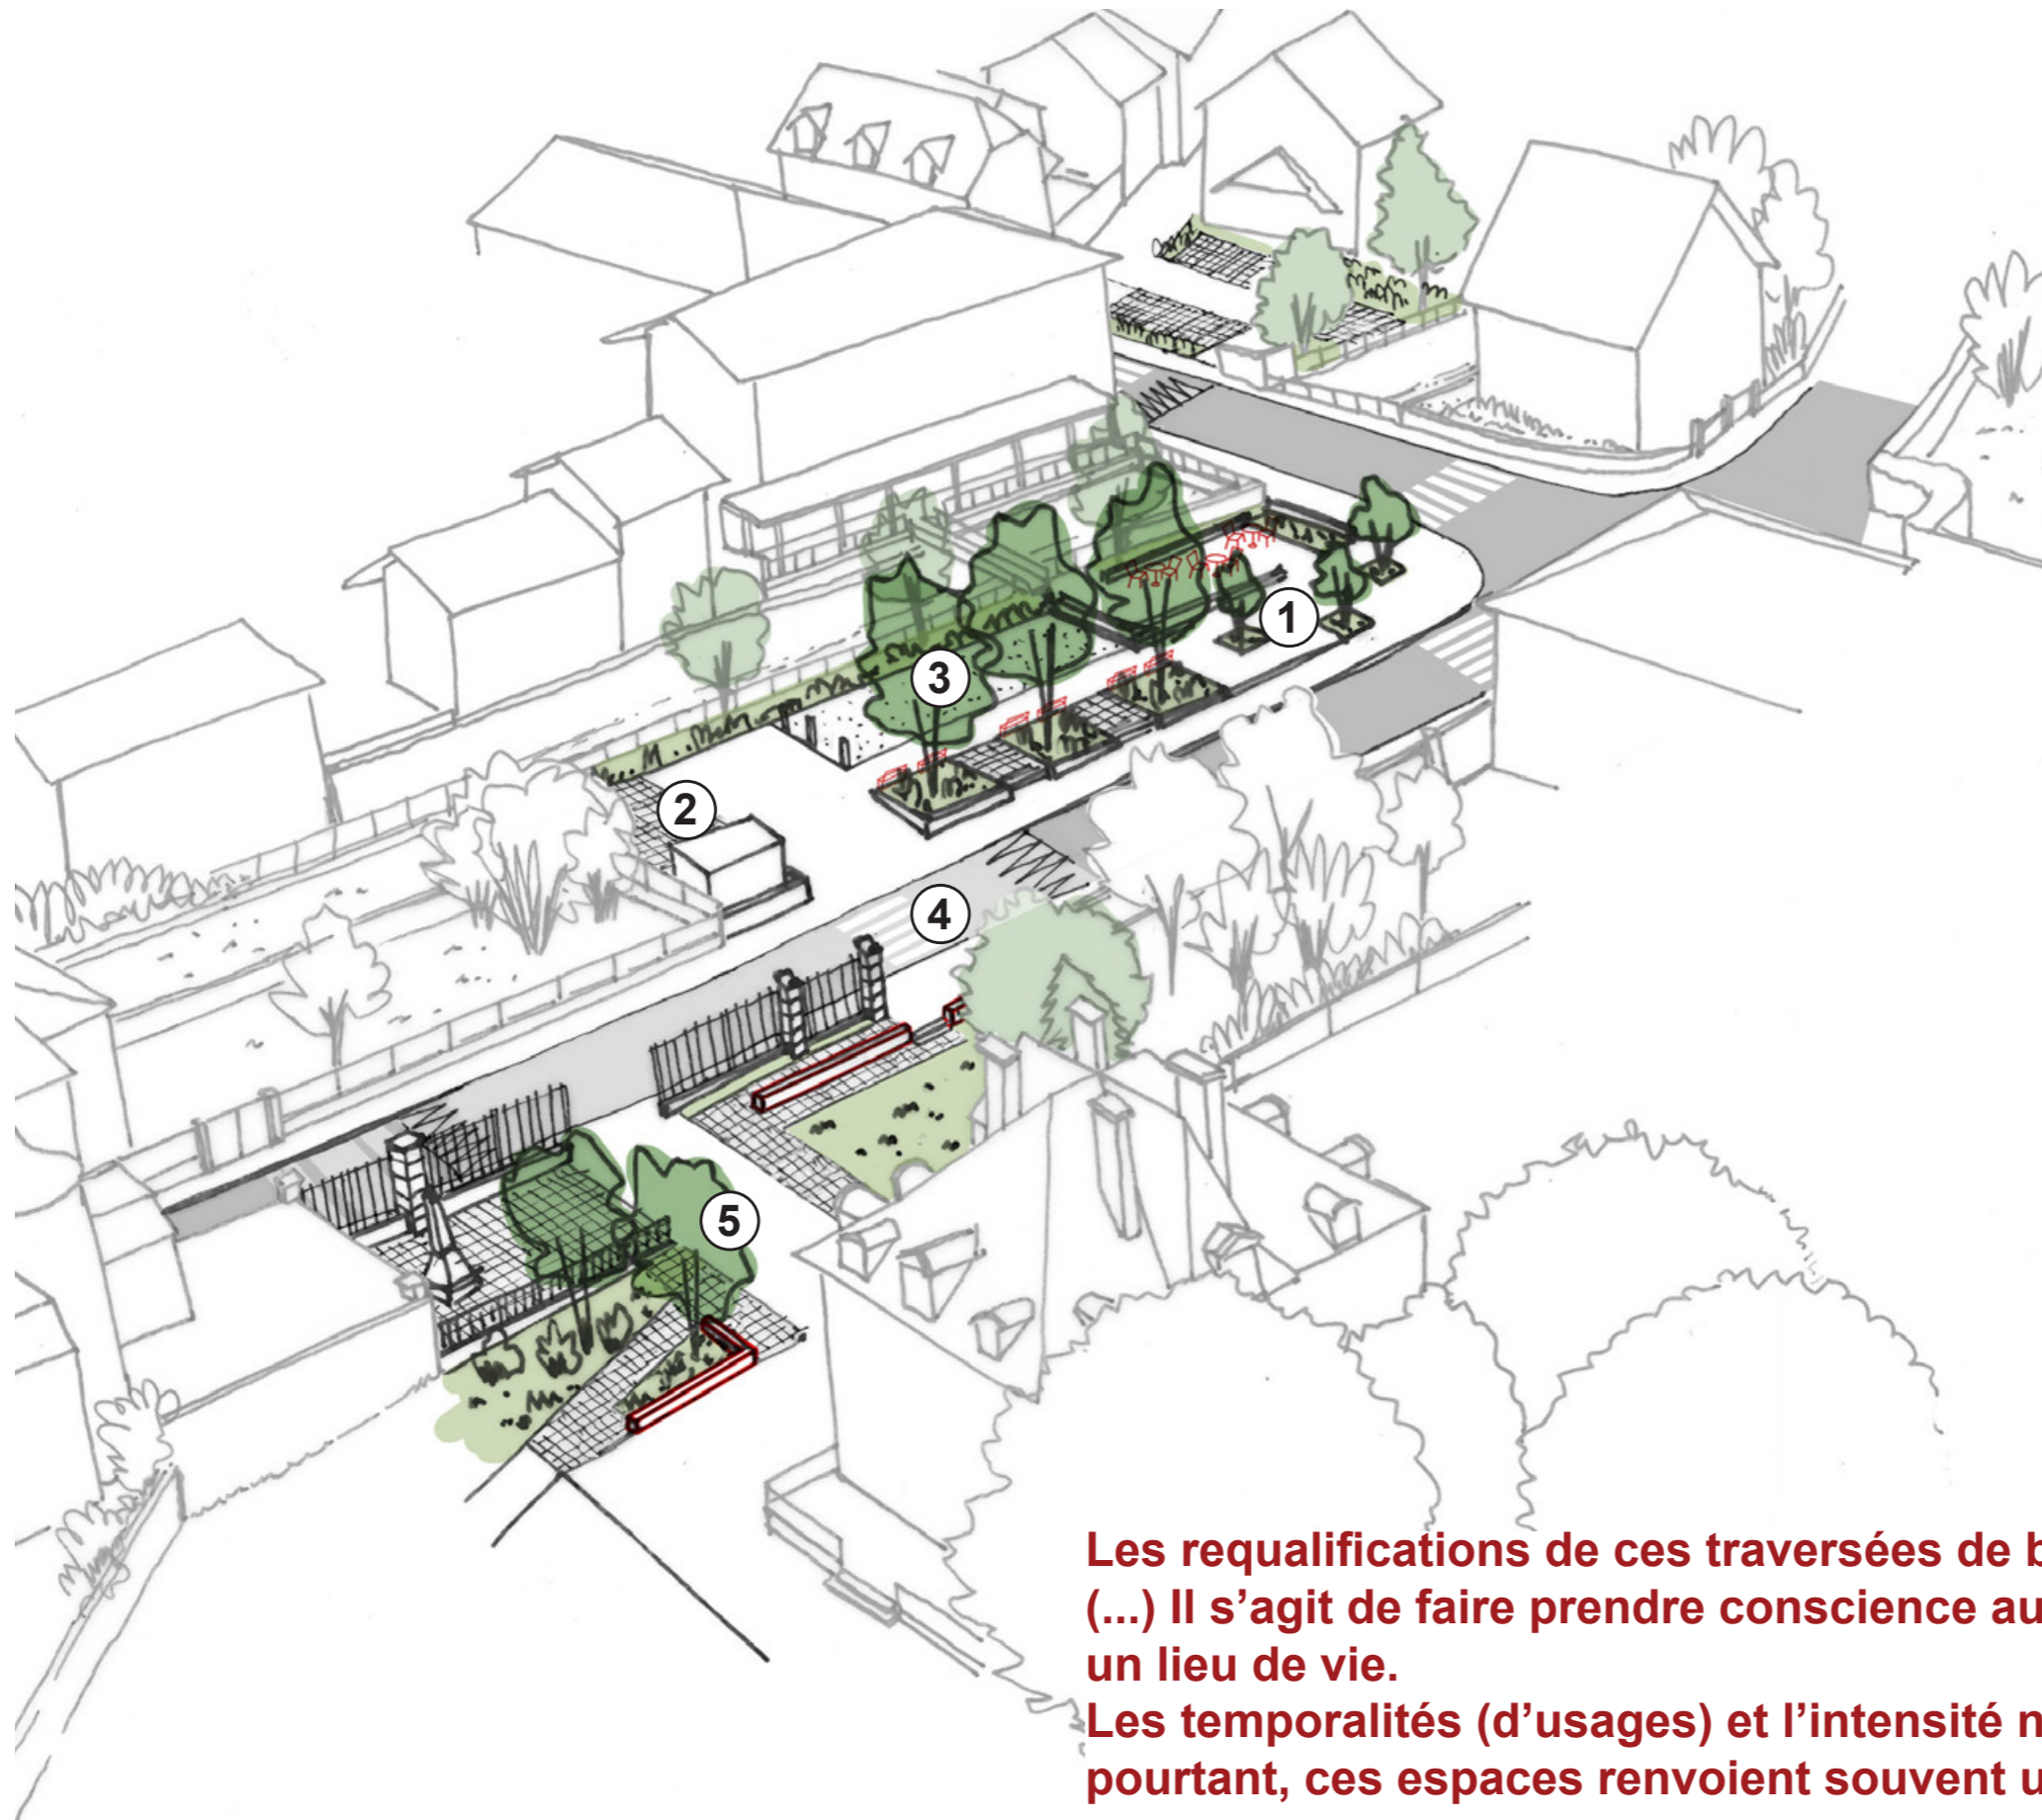 1
3
2
4
5
Les requalifications de ces traversées de b
(...) Il s’agit de faire prendre conscience au
un lieu de vie.
Les temporalités (d’usages) et l’intensité n
pourtant, ces espaces renvoient souvent u